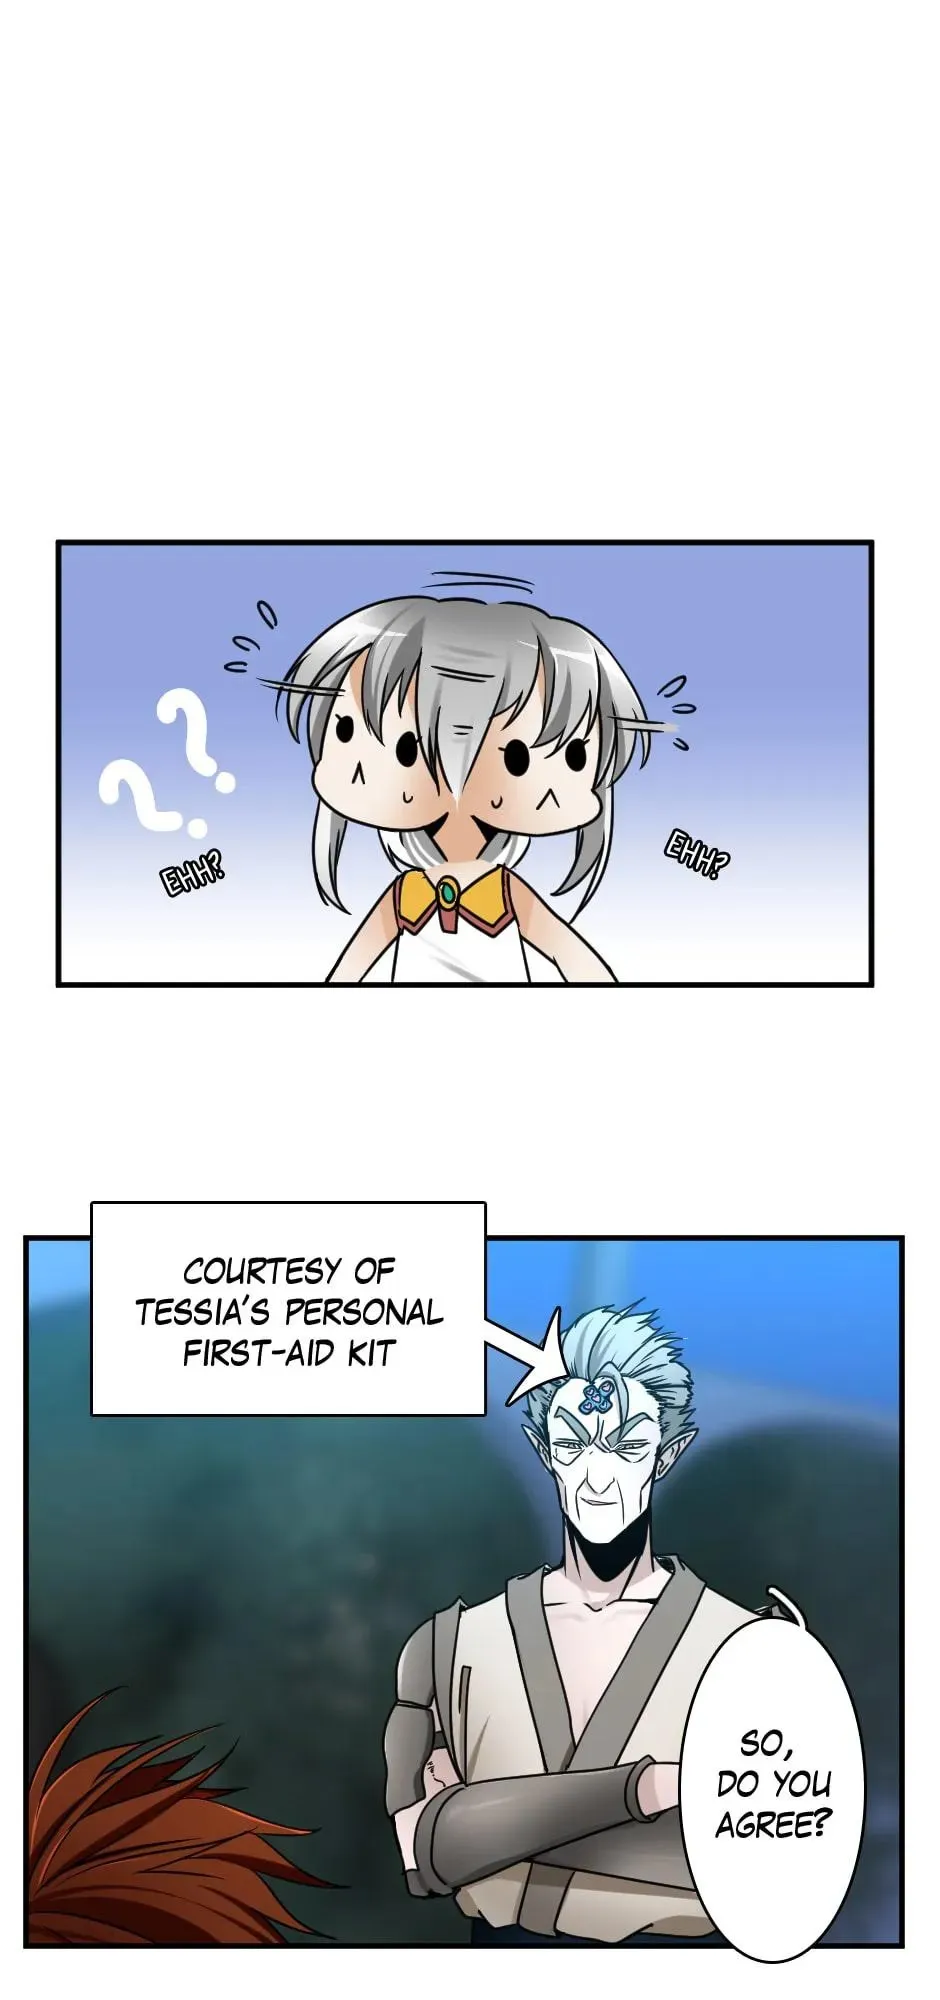 ??
EHH?
EHH?
COURTESY OF
TESSIA'S PERSONAL
FIRST-AID KIT
SO,
DO YOU
AGREE?